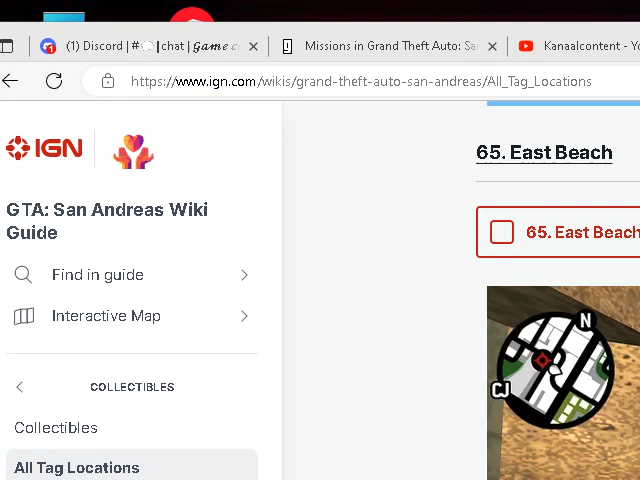 (1) Discord | #💭|chat | 𝓖𝓪𝓶𝓮 𝓬
Missions in Grand Theft Auto: Sa
Kanaalcontent - Yo
https://www.ign.com/wikis/grand-theft-auto-san-andreas/All_Tag_Locations
IGN
GTA: San Andreas Wiki
Guide
Find in guide
Interactive Map
COLLECTIBLES
Collectibles
All Tag Locations
65. East Beach
65. East Beach
N
CJ